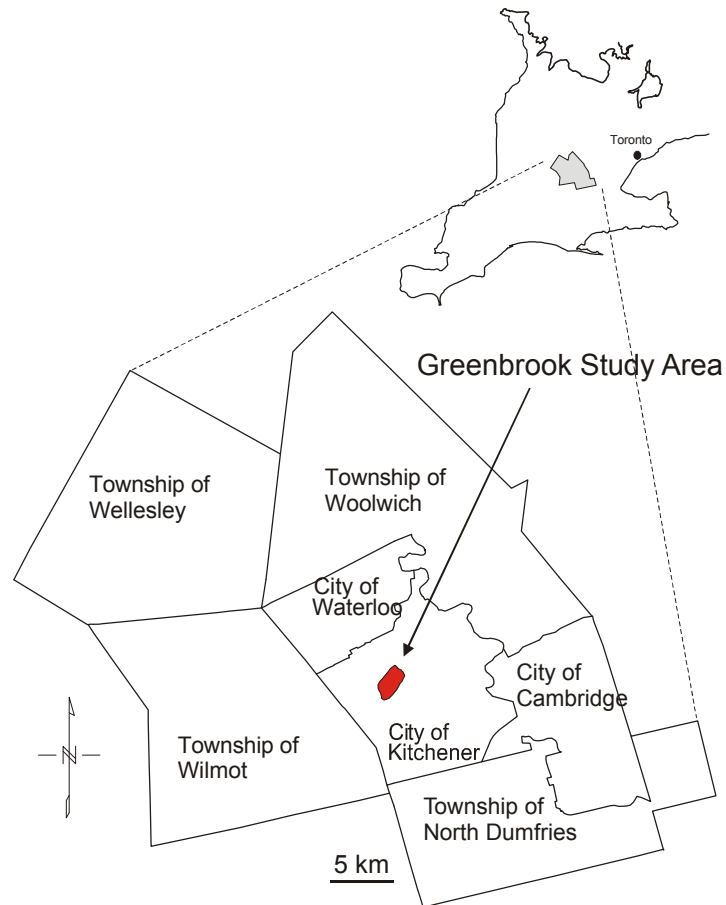 Toronto
Greenbrook Study Area
Township of
Wellesley
Township of
Woolwich
City of
Waterloo
City of
Cambridge
City of
Kitchener
Township of
Wilmot
N
Township of
North Dumfries
5 km